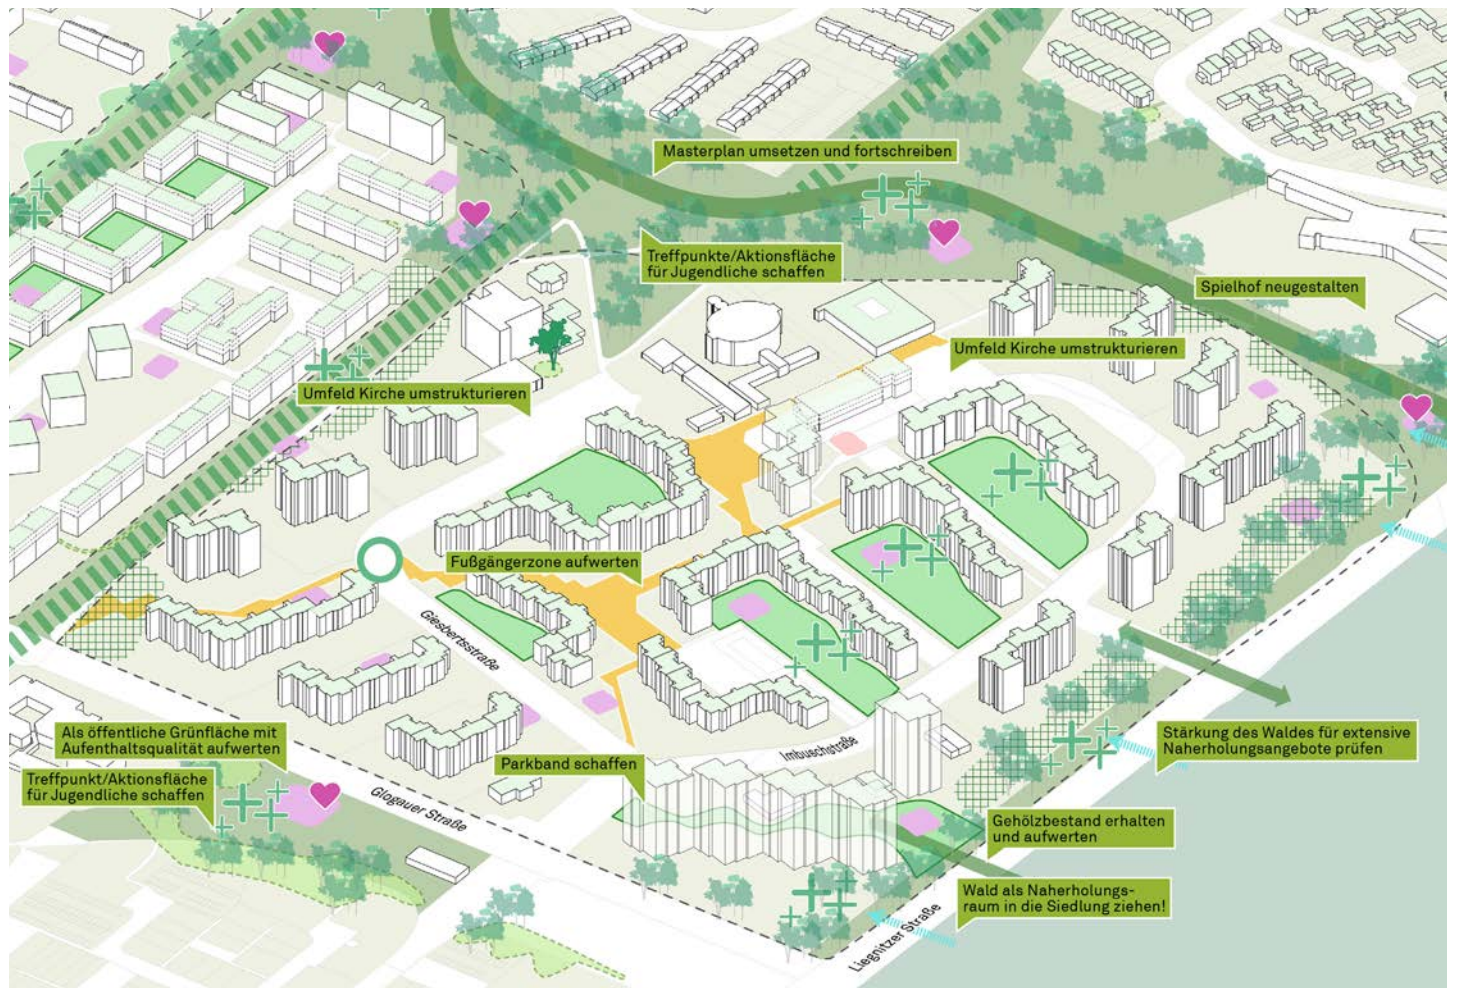 Masterplan umsetzen und fortschreiben
Treffpunkte/Aktionsfläche
für Jugendliche schaffen
Spielhof neugestalten
Umfeld Kirche umstrukturieren
Umfeld Kirche umstrukturieren
Fußgängerzone aufwerten
Giesbertsstraße
Als öffentliche Grünfläche mit
Aufenthaltsqualität aufwerten
Treffpunkt/Aktionsfläche
für Jugendliche schaffen
Glogauer Straße
Parkband schaffen
Imbuschstraße
Stärkung des Waldes für extensive
Naherholungsangebote prüfen
Gehölzbestand erhalten
und aufwerten
Wald als Naherholungs-
raum in die Siedlung ziehen!
Liegnitzer Straße